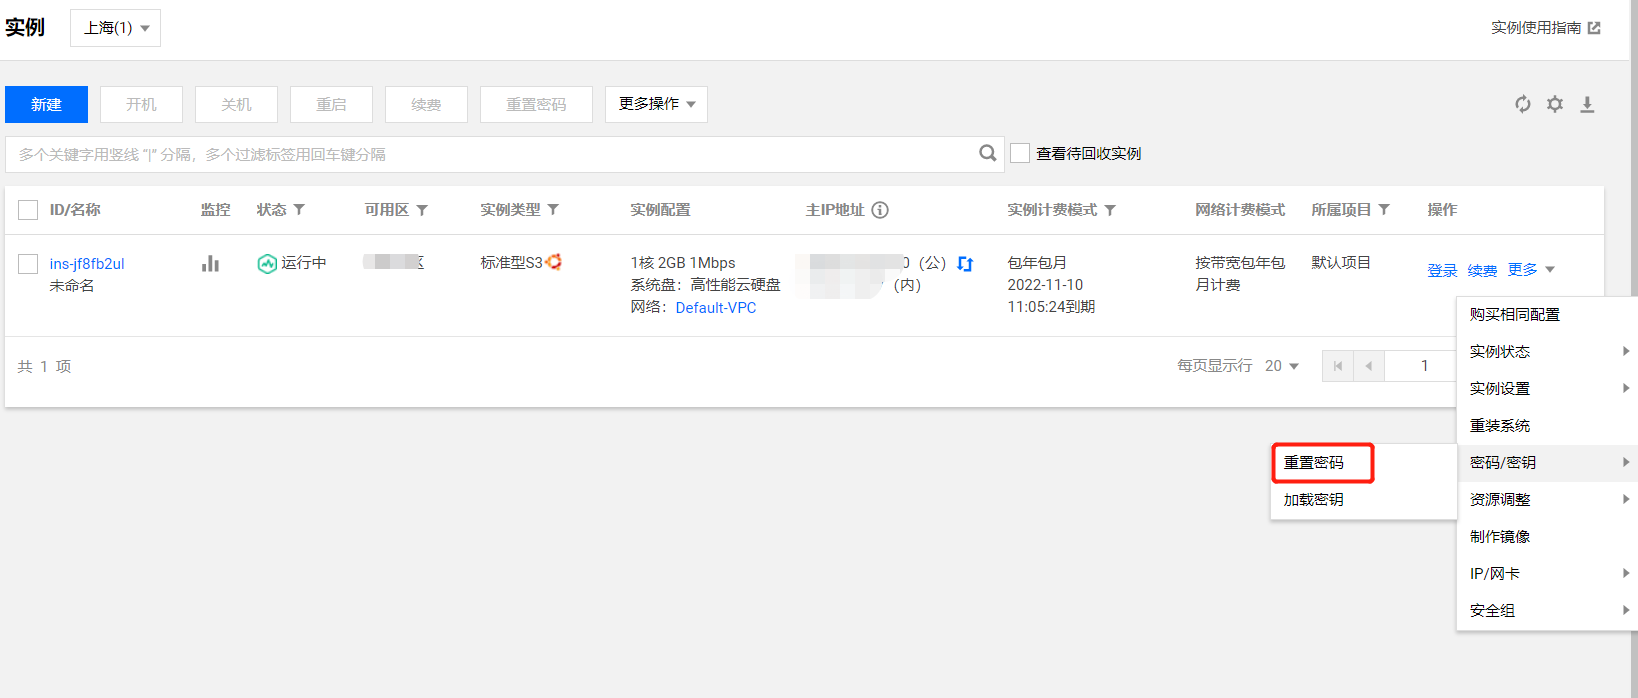 实例
上海(1)
实例使用指南
新建
开机
关机
重启
续费
重置密码
更多操作
多个关键字用竖线 "|" 分隔，多个过滤标签用回车键分隔
查看待回收实例
ID/名称
监控
状态
可用区
实例类型
实例配置
主IP地址
实例计费模式
网络计费模式
所属项目
操作
ins-jf8fb2ul
未命名
运行中
区
标准型S3
1核 2GB 1Mbps
系统盘：高性能云硬盘
网络：Default-VPC
0（公）
（内）
包年包月
2022-11-10
11:05:24到期
按带宽包年包
月计费
默认项目
登录 续费 更多
共 1 项
每页显示行 20
1
购买相同配置
实例状态
实例设置
重装系统
密码/密钥
资源调整
制作镜像
IP/网卡
安全组
重置密码
加载密钥